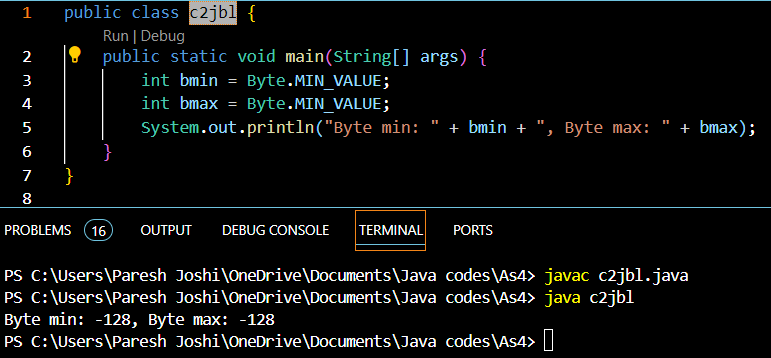 1 public class c2jbl {
Run | Debug
2 public static void main(String[] args) {
3 int bmin = Byte.MIN_VALUE;
4 int bmax = Byte.MIN_VALUE;
5 System.out.println("Byte min: " + bmin + ", Byte max: " + bmax);
6 }
7 }
8
PROBLEMS 16 OUTPUT DEBUG CONSOLE TERMINAL PORTS
PS C:\Users\Paresh Joshi\OneDrive\Documents\Java codes\As4> javac c2jbl.java
PS C:\Users\Paresh Joshi\OneDrive\Documents\Java codes\As4> java c2jbl
Byte min: -128, Byte max: -128
PS C:\Users\Paresh Joshi\OneDrive\Documents\Java codes\As4>